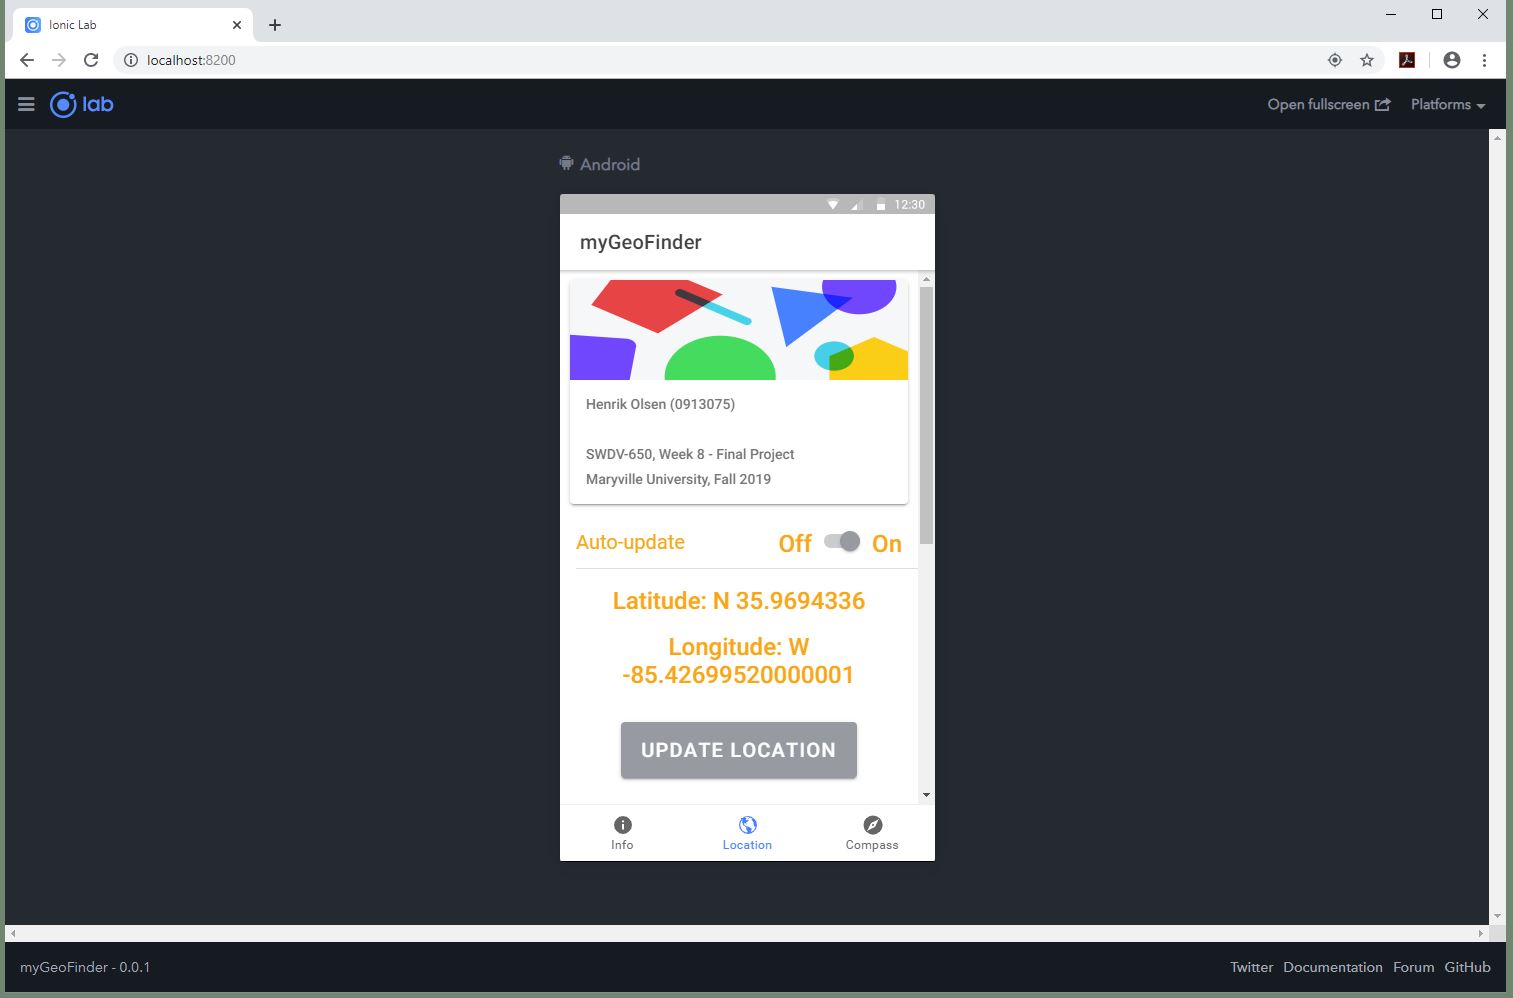 Ionic Lab
localhost:8200
lab
Open fullscreen
Platforms
Android
12:30
myGeoFinder
Henrik Olsen (0913075)
SWDV-650, Week 8 - Final Project
Maryville University, Fall 2019
Auto-update
Off
On
Latitude: N 35.9694336
Longitude: W
-85.42699520000001
UPDATE LOCATION
Info
Location
Compass
myGeoFinder - 0.0.1
Twitter
Documentation
Forum
GitHub